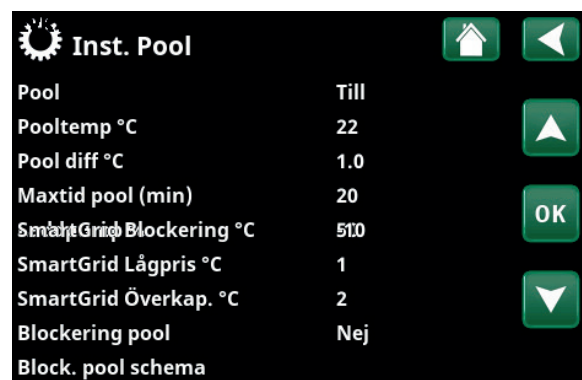 Inst. Pool
Pool Till
Pooltemp °C 22
Pool diff °C 1.0
Maxtid pool (min) 20
SmartGrid Blockering °C
OK
SmartGrid Lågpris °C 1
SmartGrid Överkap. °C 2
Blockering pool Nej
Block. pool schema